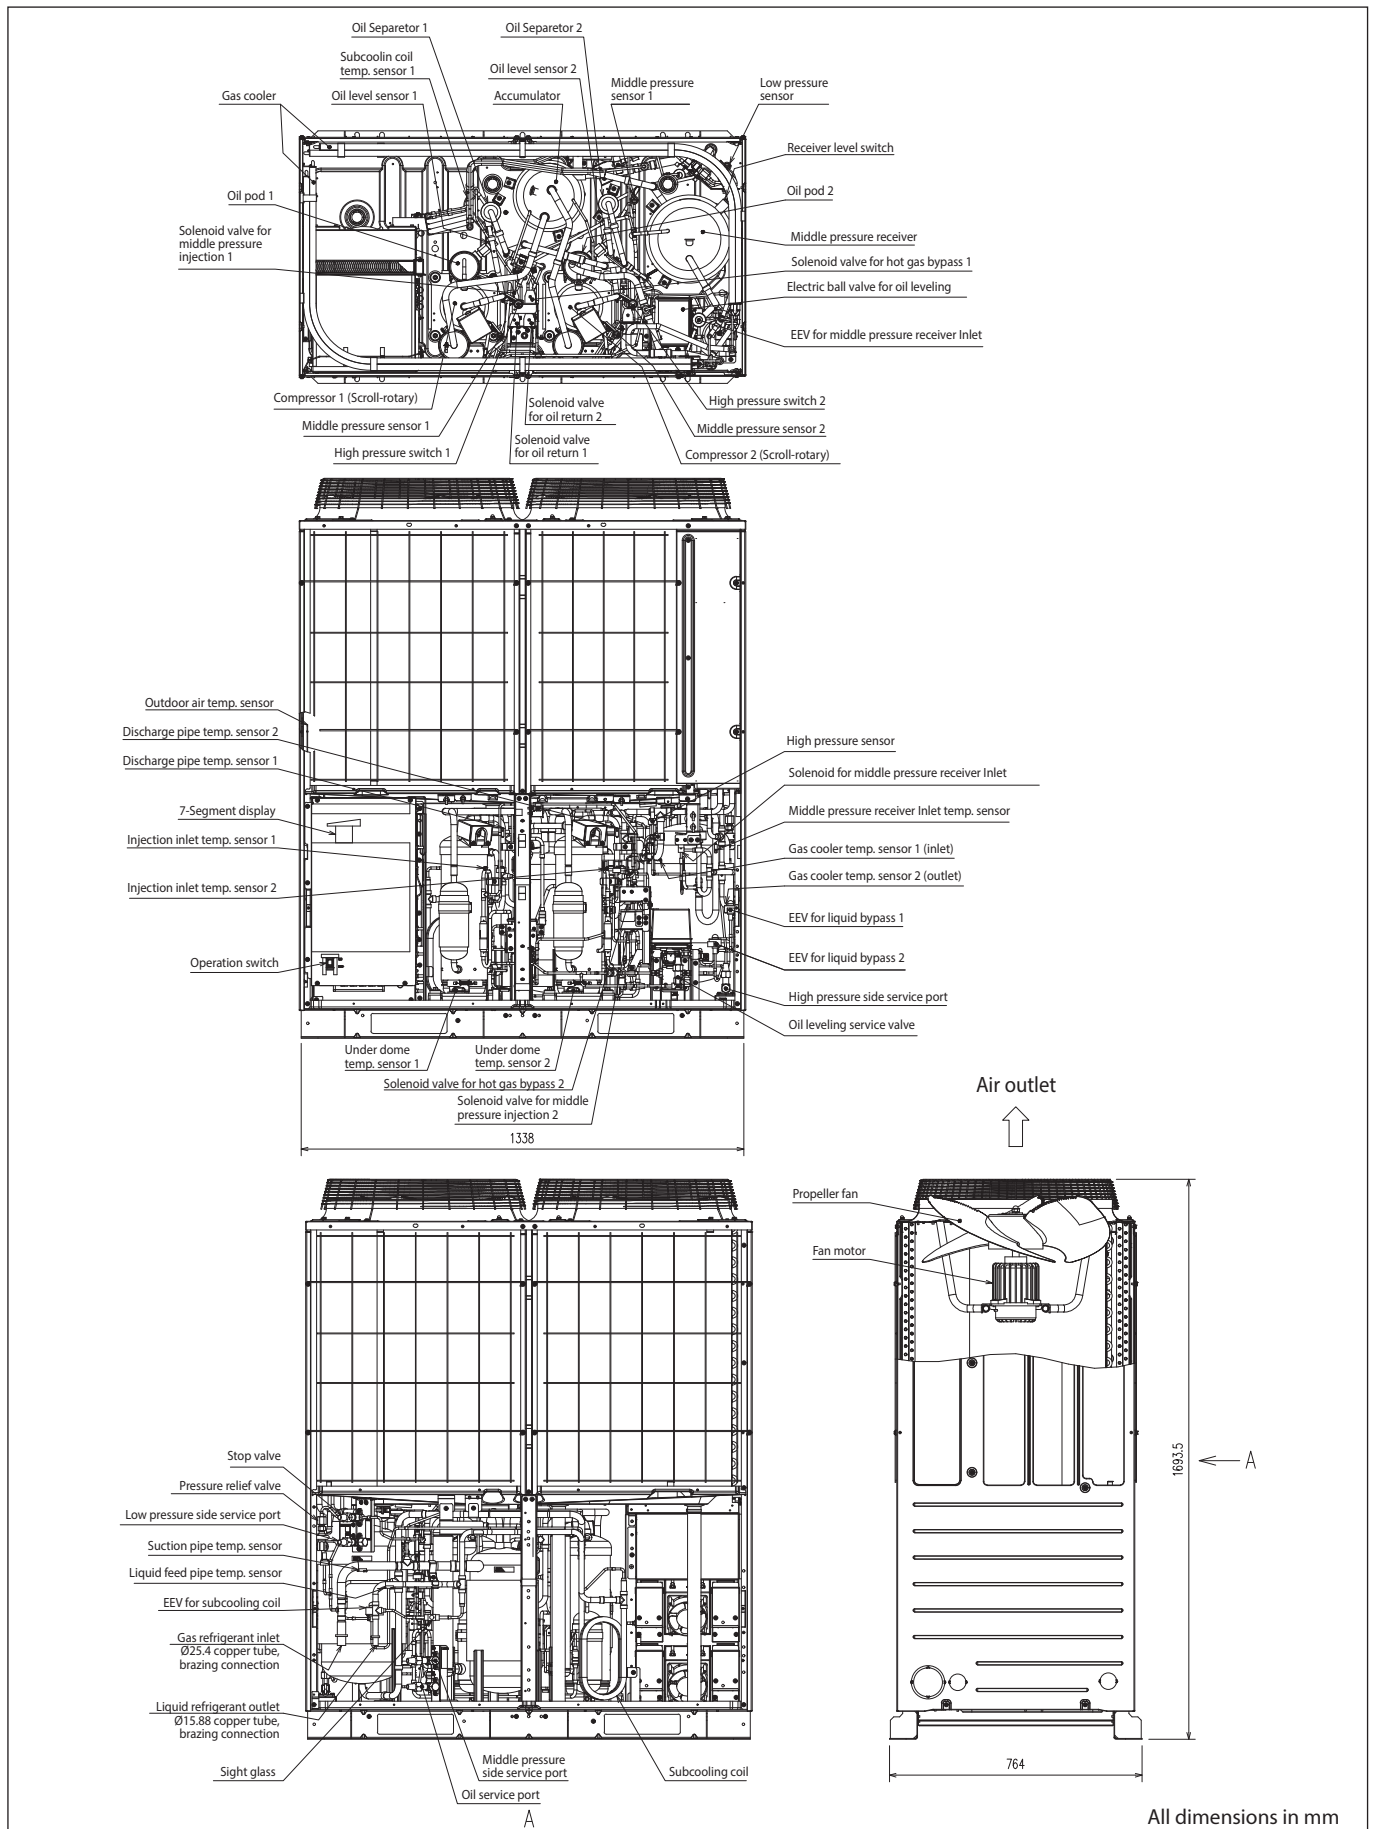 Oil Separetor 1
Oil Separetor 2
Subcoolin coil
temp. sensor 1
Oil level sensor 2
Middle pressure
sensor 1
Low pressure
sensor
Gas cooler
Oil level sensor 1
Accumulator
Receiver level switch
Oil pod 1
Oil pod 2
Solenoid valve for
middle pressure
injection 1
Middle pressure receiver
Solenoid valve for hot gas bypass 1
Electric ball valve for oil leveling
EEV for middle pressure receiver Inlet
Compressor 1 (Scroll-rotary)
Solenoid valve
for oil return 2
High pressure switch 2
Middle pressure sensor 1
Middle pressure sensor 2
High pressure switch 1
Solenoid valve
for oil return 1
Compressor 2 (Scroll-rotary)
Outdoor air temp. sensor
Discharge pipe temp. sensor 2
High pressure sensor
Discharge pipe temp. sensor 1
Solenoid for middle pressure receiver Inlet
7-Segment display
Middle pressure receiver Inlet temp. sensor
Injection inlet temp. sensor 1
Gas cooler temp. sensor 1 (inlet)
Gas cooler temp. sensor 2 (outlet)
Injection inlet temp. sensor 2
EEV for liquid bypass 1
EEV for liquid bypass 2
Operation switch
High pressure side service port
Oil leveling service valve
Under dome
temp. sensor 1
Under dome
temp. sensor 2
Solenoid valve for hot gas bypass 2
Solenoid valve for middle
pressure injection 2
1338
Air outlet
Propeller fan
Fan motor
1693.5
A
Stop valve
Pressure relief valve
Low pressure side service port
Suction pipe temp. sensor
Liquid feed pipe temp. sensor
EEV for subcooling coil
Gas refrigerant inlet
Ø25.4 copper tube,
brazing connection
Liquid refrigerant outlet
Ø15.88 copper tube,
brazing connection
Sight glass
Middle pressure
side service port
Subcooling coil
Oil service port
764
A
All dimensions in mm